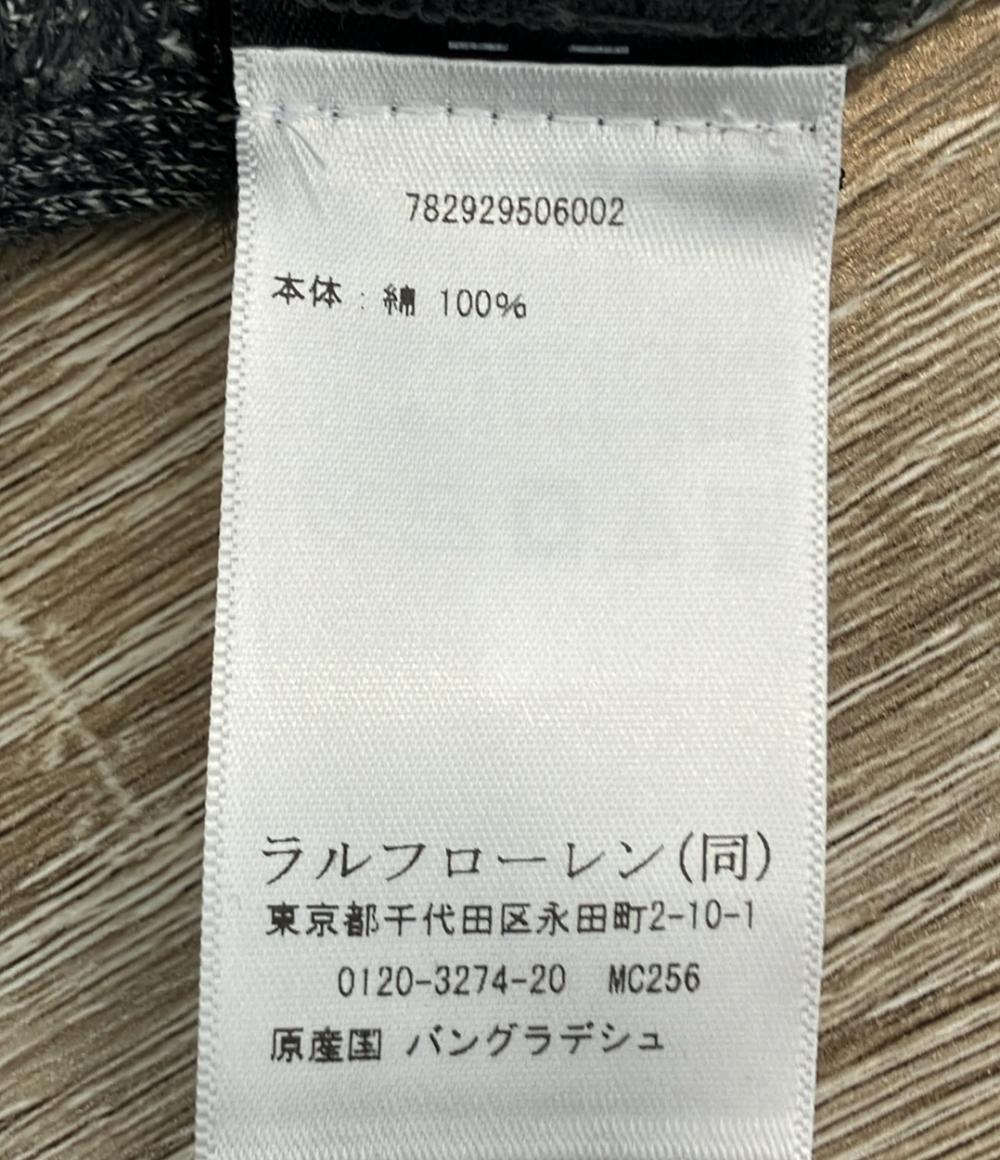 782929506002
本体 : 綿 100%
ラルフローレン(同)
東京都千代田区永田町2-10-1
0120-3274-20 MC256
原産国 バングラデシュ